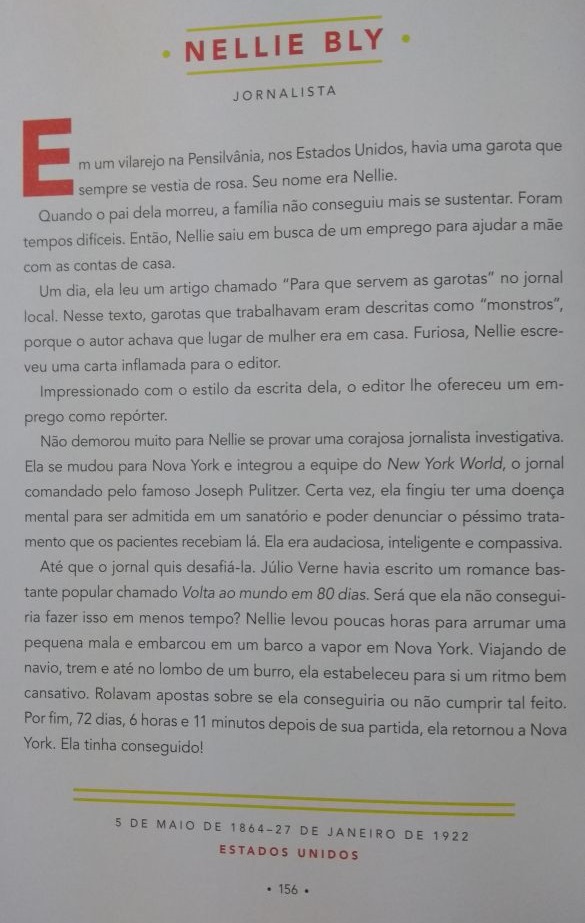 • NELLIE BLY •
JORNALISTA
Em um vilarejo na Pensilvânia, nos Estados Unidos, havia uma garota que
sempre se vestia de rosa. Seu nome era Nellie.
Quando o pai dela morreu, a família não conseguiu mais se sustentar. Foram
tempos difíceis. Então, Nellie saiu em busca de um emprego para ajudar a mãe
com as contas de casa.
Um dia, ela leu um artigo chamado “Para que servem as garotas” no jornal
local. Nesse texto, garotas que trabalhavam eram descritas como “monstros”,
porque o autor achava que lugar de mulher era em casa. Furiosa, Nellie escre-
veu uma carta inflamada para o editor.
Impressionado com o estilo da escrita dela, o editor lhe ofereceu um em-
prego como repórter.
Não demorou muito para Nellie se provar uma corajosa jornalista investigativa.
Ela se mudou para Nova York e integrou a equipe do New York World, o jornal
comandado pelo famoso Joseph Pulitzer. Certa vez, ela fingiu ter uma doença
mental para ser admitida em um sanatório e poder denunciar o péssimo trata-
mento que os pacientes recebiam lá. Ela era audaciosa, inteligente e compassiva.
Até que o jornal quis desafiá-la. Júlio Verne havia escrito um romance bas-
tante popular chamado Volta ao mundo em 80 dias. Será que ela não consegui-
ria fazer isso em menos tempo? Nellie levou poucas horas para arrumar uma
pequena mala e embarcou em um barco a vapor em Nova York. Viajando de
navio, trem e até no lombo de um burro, ela estabeleceu para si um ritmo bem
cansativo. Rolavam apostas sobre se ela conseguiria ou não cumprir tal feito.
Por fim, 72 dias, 6 horas e 11 minutos depois de sua partida, ela retornou a Nova
York. Ela tinha conseguido!
5 DE MAIO DE 1864–27 DE JANEIRO DE 1922
ESTADOS UNIDOS
• 156 •